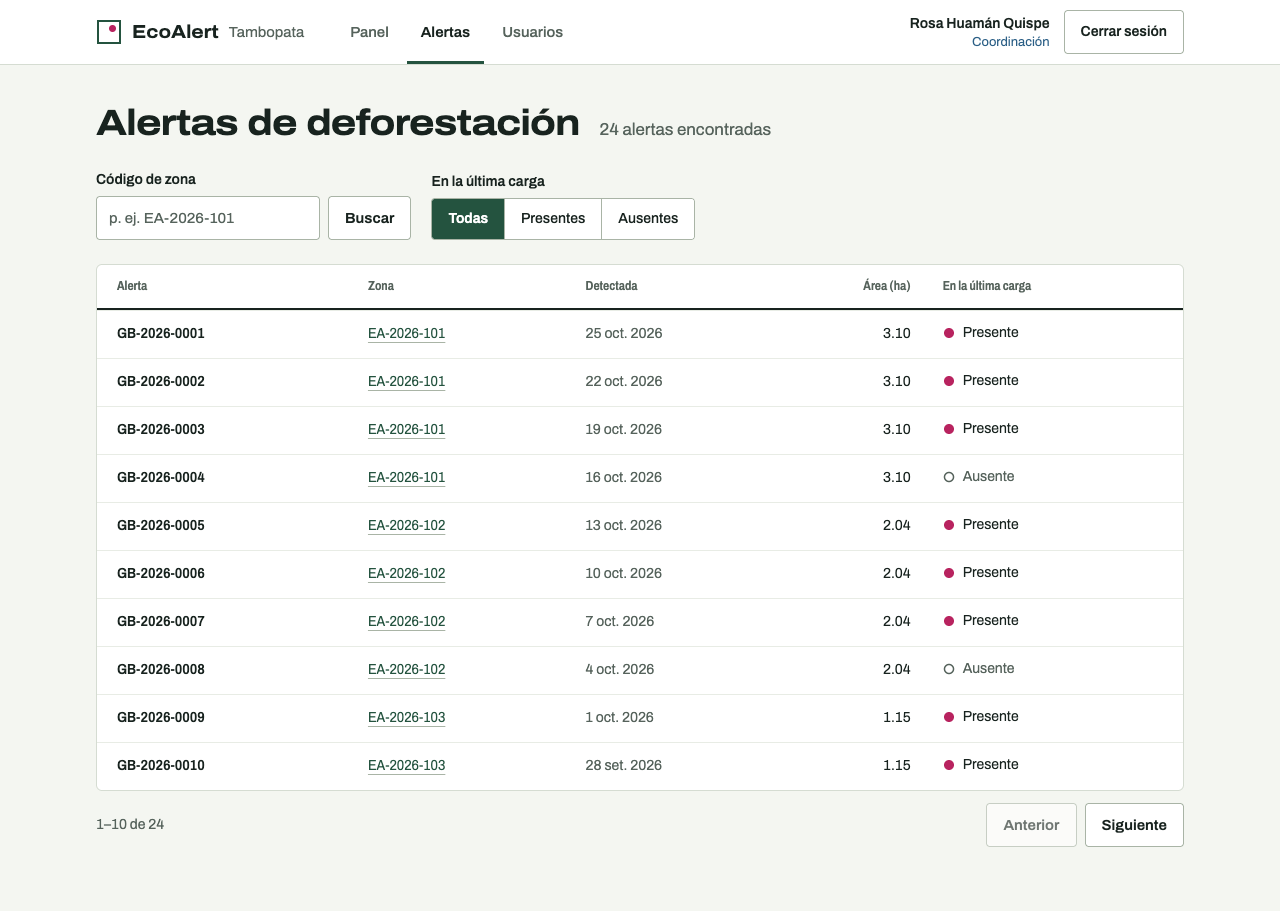 EcoAlert Tambopata Panel Alertas Usuarios Rosa Huamán Quispe Cerrar sesión
Coordinación
Alertas de deforestación 24 alertas encontradas
Código de zona En la última carga
p. ej. EA-2026-101 Buscar Todas Presentes Ausentes
Alerta Zona Detectada Área (ha) En la última carga
GB-2026-0001 EA-2026-101 25 oct. 2026 3.10 Presente
GB-2026-0002 EA-2026-101 22 oct. 2026 3.10 Presente
GB-2026-0003 EA-2026-101 19 oct. 2026 3.10 Presente
GB-2026-0004 EA-2026-101 16 oct. 2026 3.10 Ausente
GB-2026-0005 EA-2026-102 13 oct. 2026 2.04 Presente
GB-2026-0006 EA-2026-102 10 oct. 2026 2.04 Presente
GB-2026-0007 EA-2026-102 7 oct. 2026 2.04 Presente
GB-2026-0008 EA-2026-102 4 oct. 2026 2.04 Ausente
GB-2026-0009 EA-2026-103 1 oct. 2026 1.15 Presente
GB-2026-0010 EA-2026-103 28 set. 2026 1.15 Presente
1–10 de 24 Anterior Siguiente